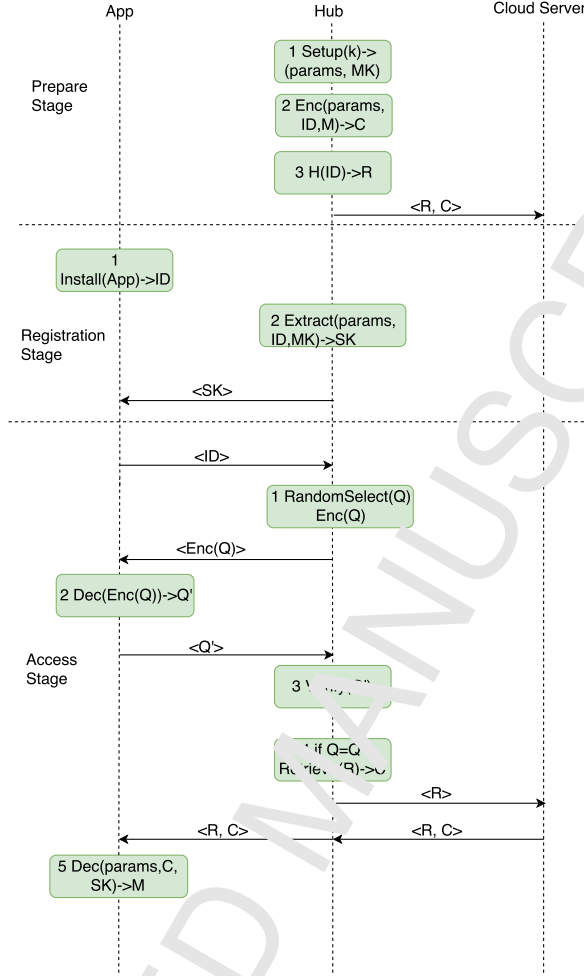 App
Hub
Cloud Server
Prepare
Stage
1 Setup(k)->
(params, MK)
2 Enc(params,
ID,M)->C
3 H(ID)->R
<R, C>
1
Install(App)->ID
Registration
Stage
2 Extract(params,
ID,MK)->SK
<SK>
<ID>
1 RandomSelect(Q)
Enc(Q)
<Enc(Q)>
2 Dec(Enc(Q))->Q'
<Q'>
Access
Stage
3
if Q=Q
<R>
<R, C>
<R, C>
5 Dec(params,C,
SK)->M